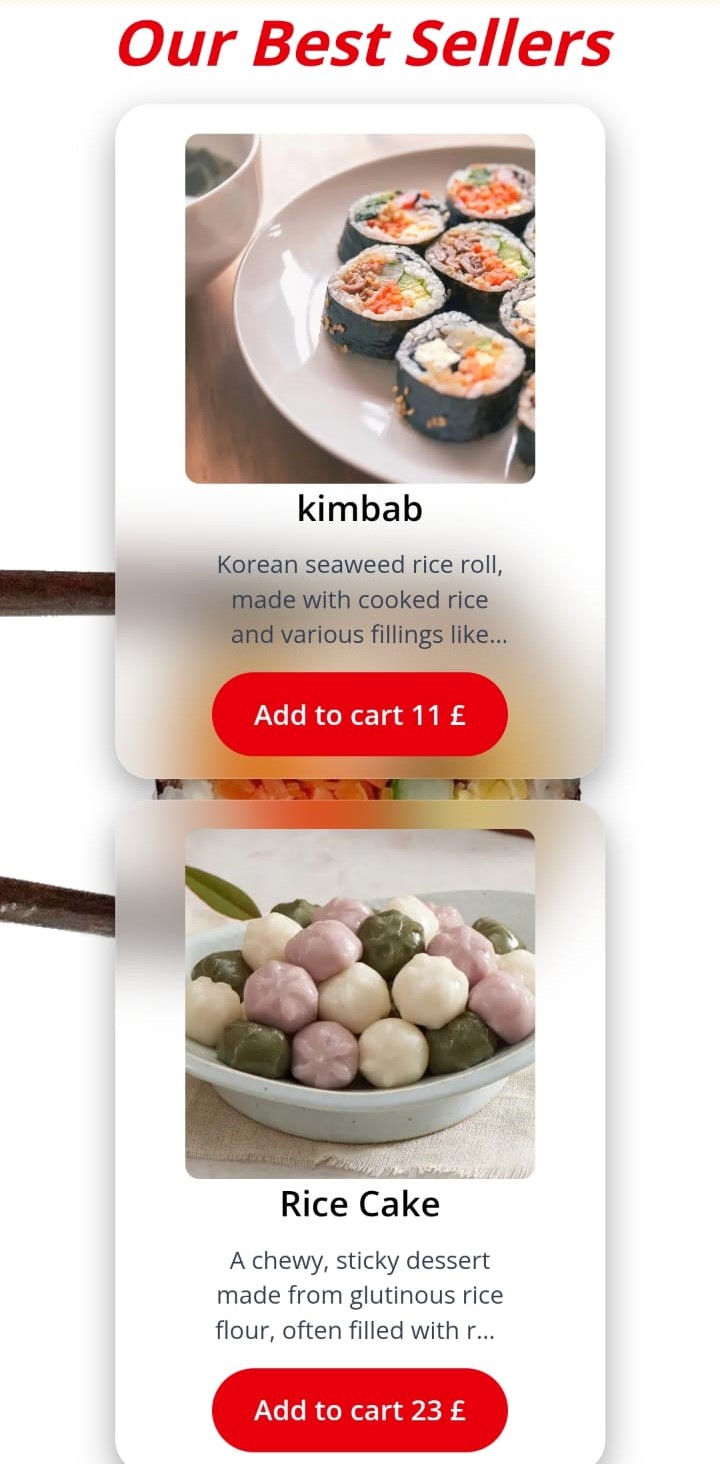 Our Best Sellers
kimbab
Korean seaweed rice roll,
made with cooked rice
and various fillings like...
Add to cart 11 £
Rice Cake
A chewy, sticky dessert
made from glutinous rice
flour, often filled with r...
Add to cart 23 £